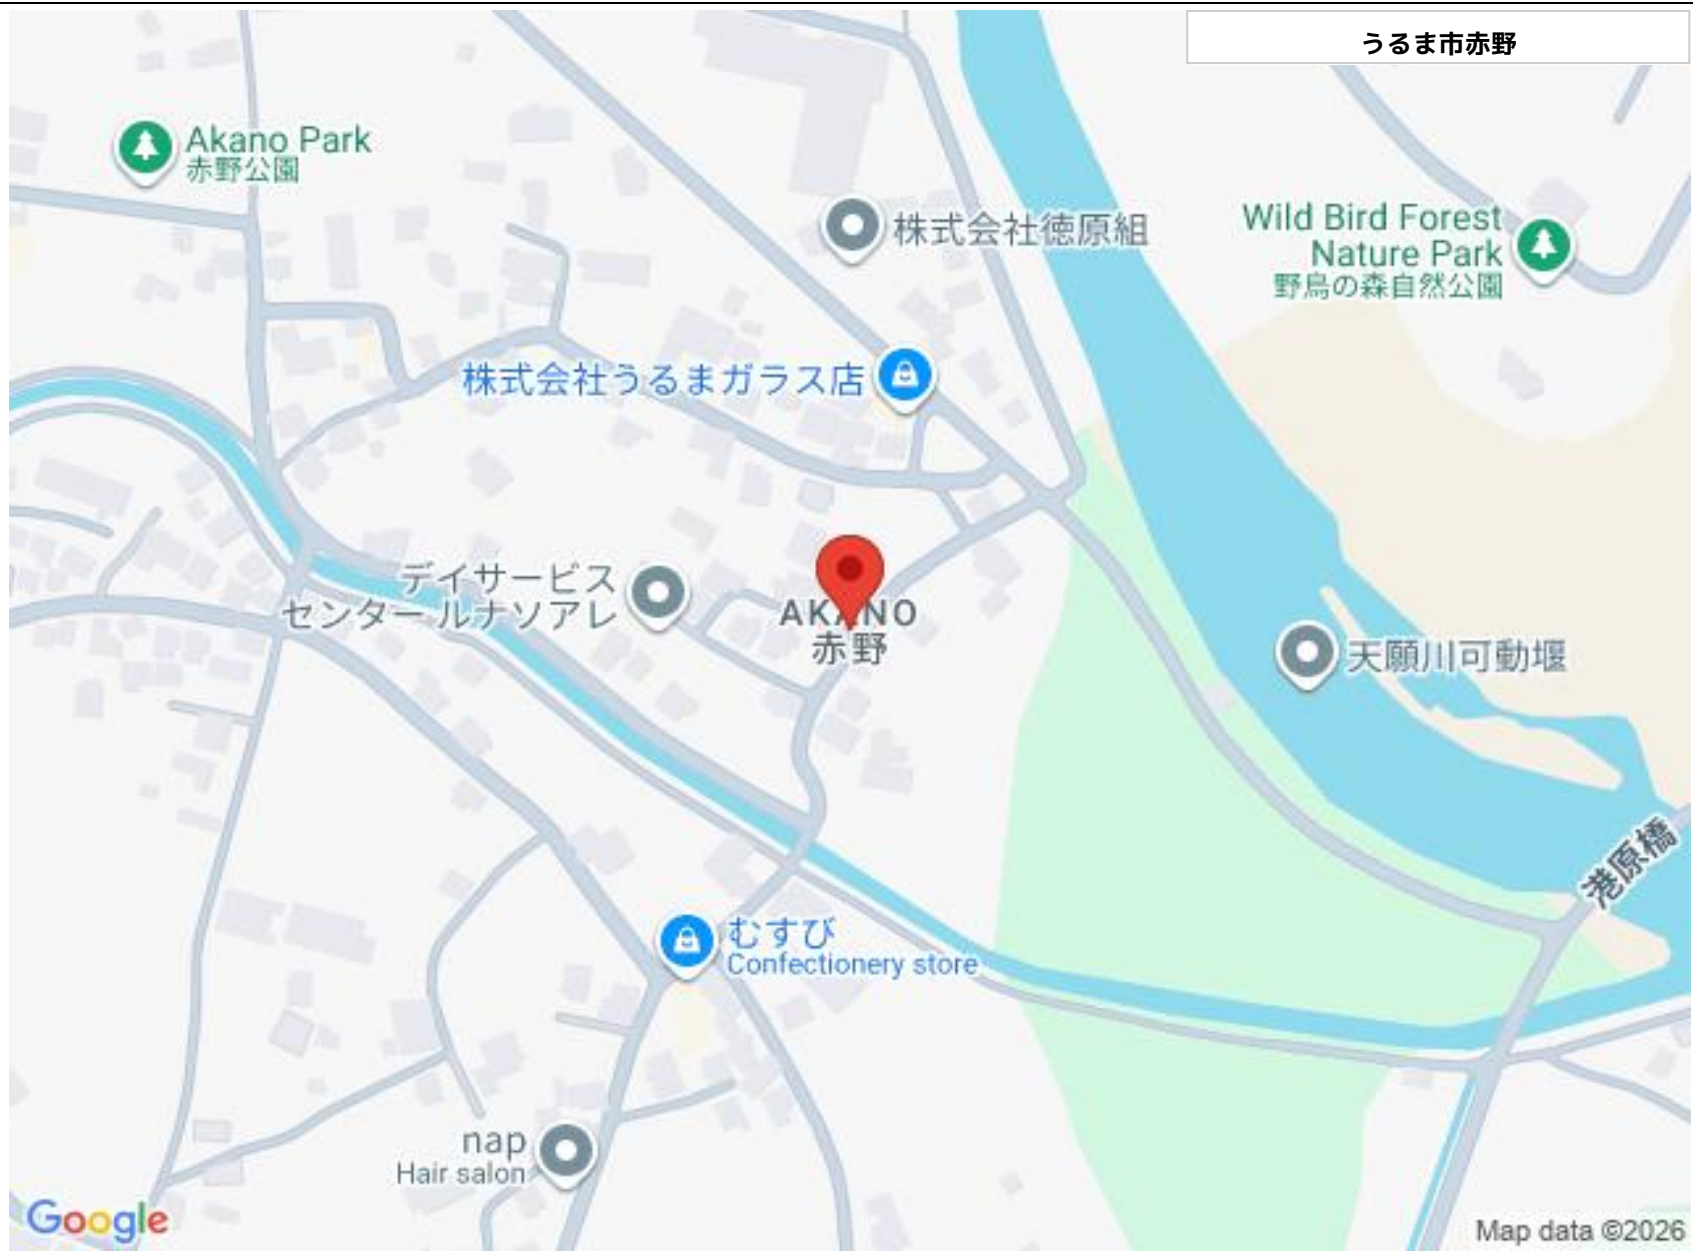 うるま市赤野
Akano Park
赤野公園
株式会社徳原組
Wild Bird Forest
Nature Park
野鳥の森自然公園
株式会社うるまガラス店
デイサービス
センター ルナソアレ
AKANO
赤野
天願川可動堰
港原橋
むすび
Confectionery store
nap
Hair salon
Google
Map data ©2026